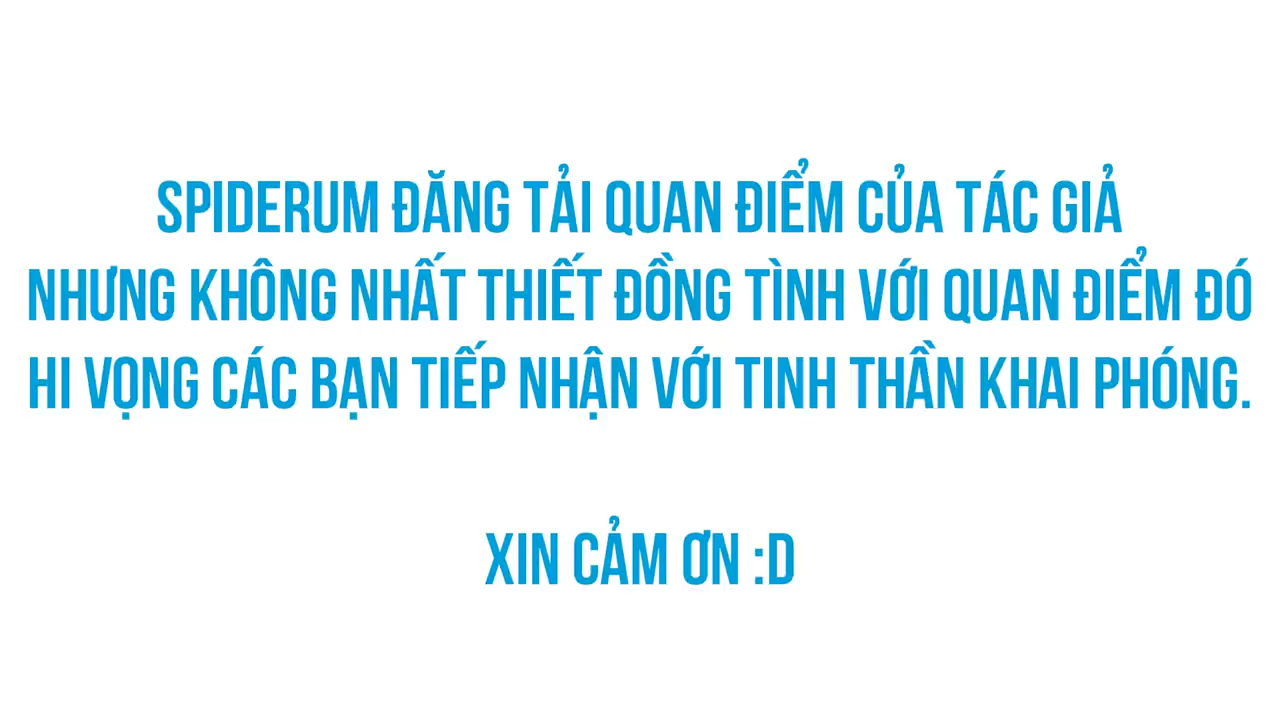 SPIDERUM ĐĂNG TẢI QUAN ĐIỂM CỦA TÁC GIẢ
NHƯNG KHÔNG NHẤT THIẾT ĐỒNG TÌNH VỚI QUAN ĐIỂM ĐÓ
HI VỌNG CÁC BẠN TIẾP NHẬN VỚI TINH THẦN KHAI PHÓNG.
XIN CẢM ƠN :D